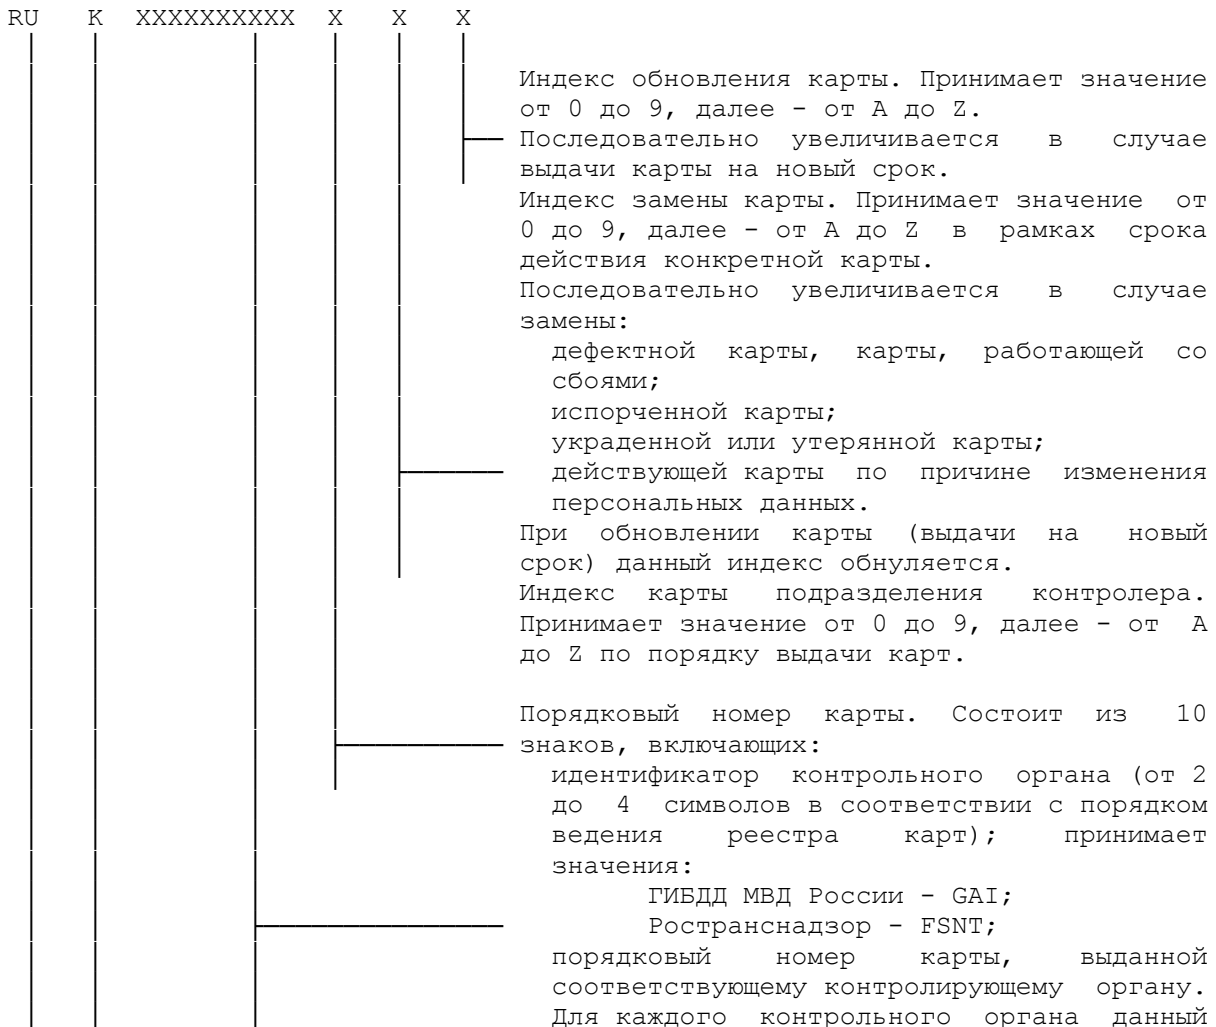 RU K XXXXXXXXXX X X X
Индекс обновления карты. Принимает значение
от 0 до 9, далее - от A до Z.
Последовательно увеличивается в случае
выдачи карты на новый срок.
Индекс замены карты. Принимает значение от
0 до 9, далее - от A до Z в рамках срока
действия конкретной карты.
Последовательно увеличивается в случае
замены:
дефектной карты, карты, работающей со
сбоями;
испорченной карты;
украденной или утерянной карты;
действующей карты по причине изменения
персональных данных.
При обновлении карты (выдачи на новый
срок) данный индекс обнуляется.
Индекс карты подразделения контролера.
Принимает значение от 0 до 9, далее - от A
до Z по порядку выдачи карт.
Порядковый номер карты. Состоит из 10
знаков, включающих:
идентификатор контрольного органа (от 2
до 4 символов в соответствии с порядком
ведения реестра карт); принимает
значения:
ГИБДД МВД России - GAI;
Ространснадзор - FSNT;
порядковый номер карты, выданной
соответствующему контролирующему органу.
Для каждого контрольного органа данный